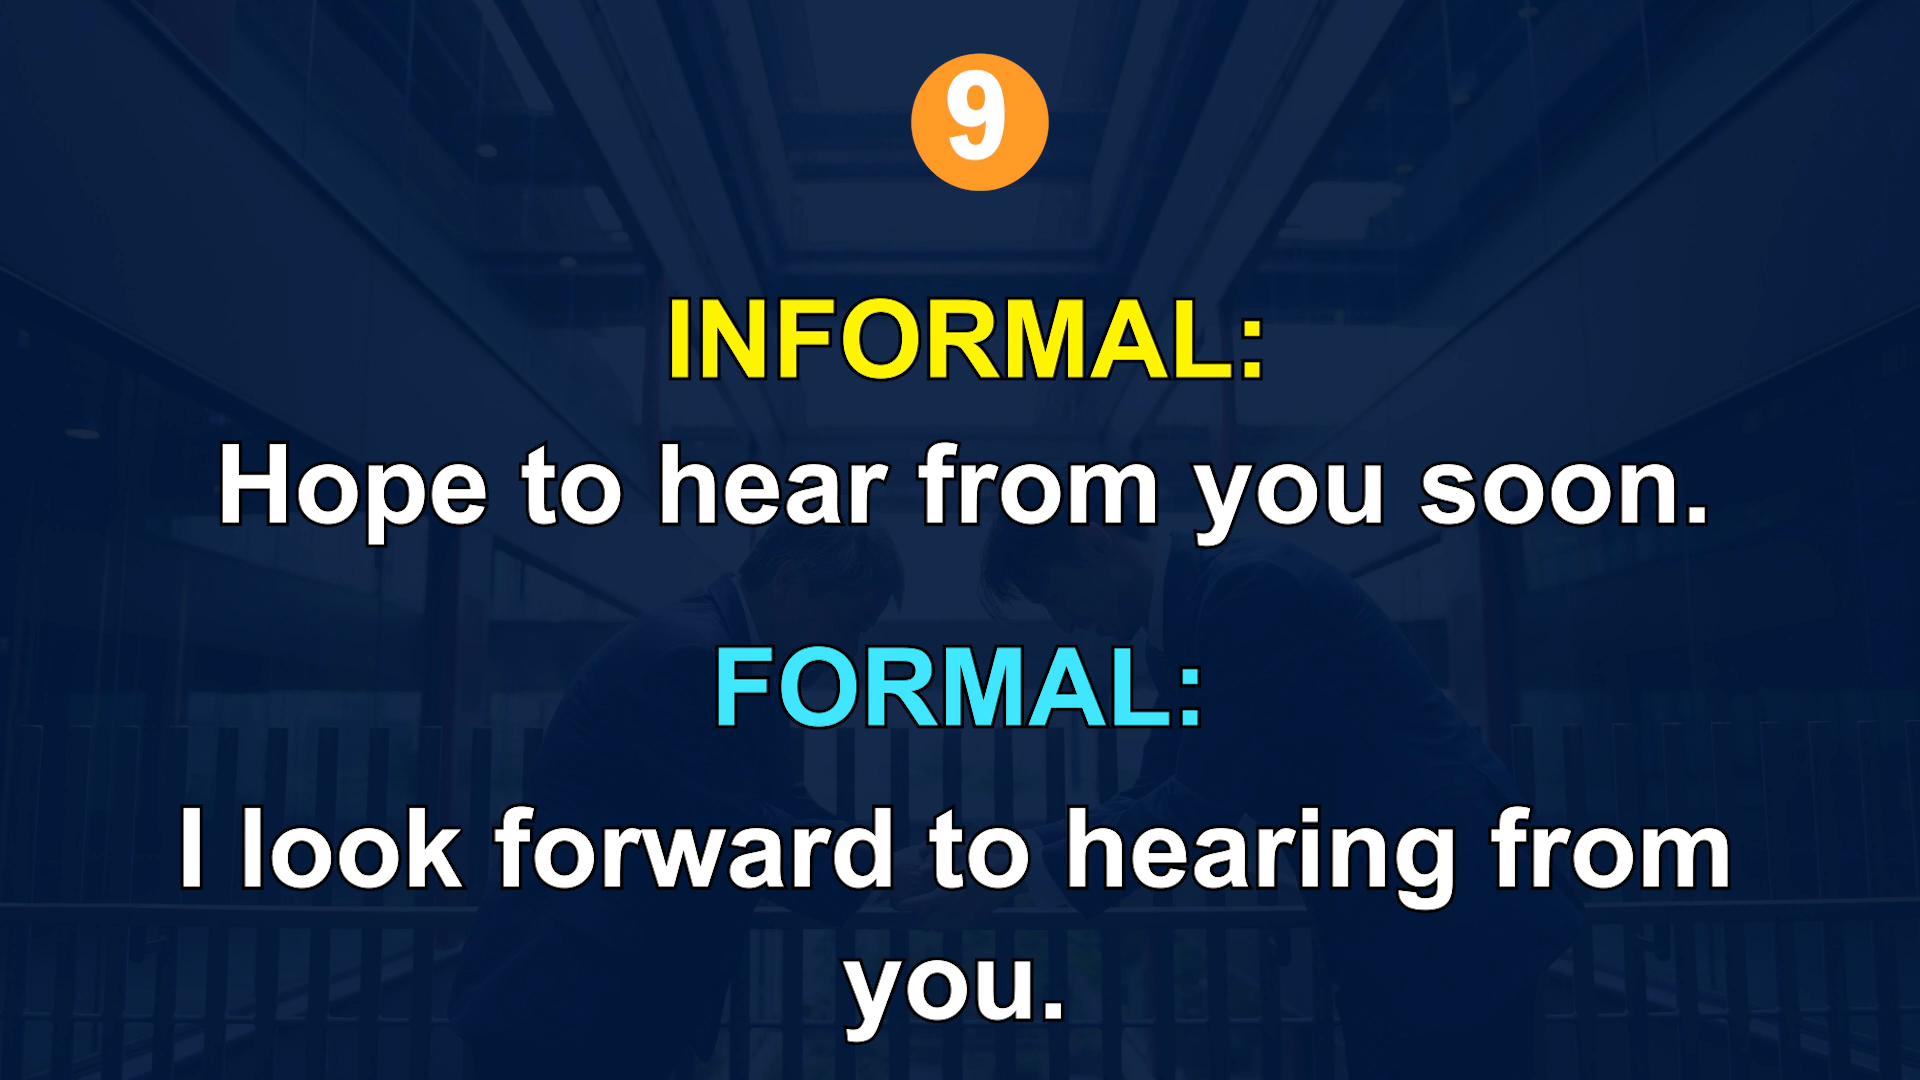 9
INFORMAL:
Hope to hear from you soon.
FORMAL:
I look forward to hearing from
you.